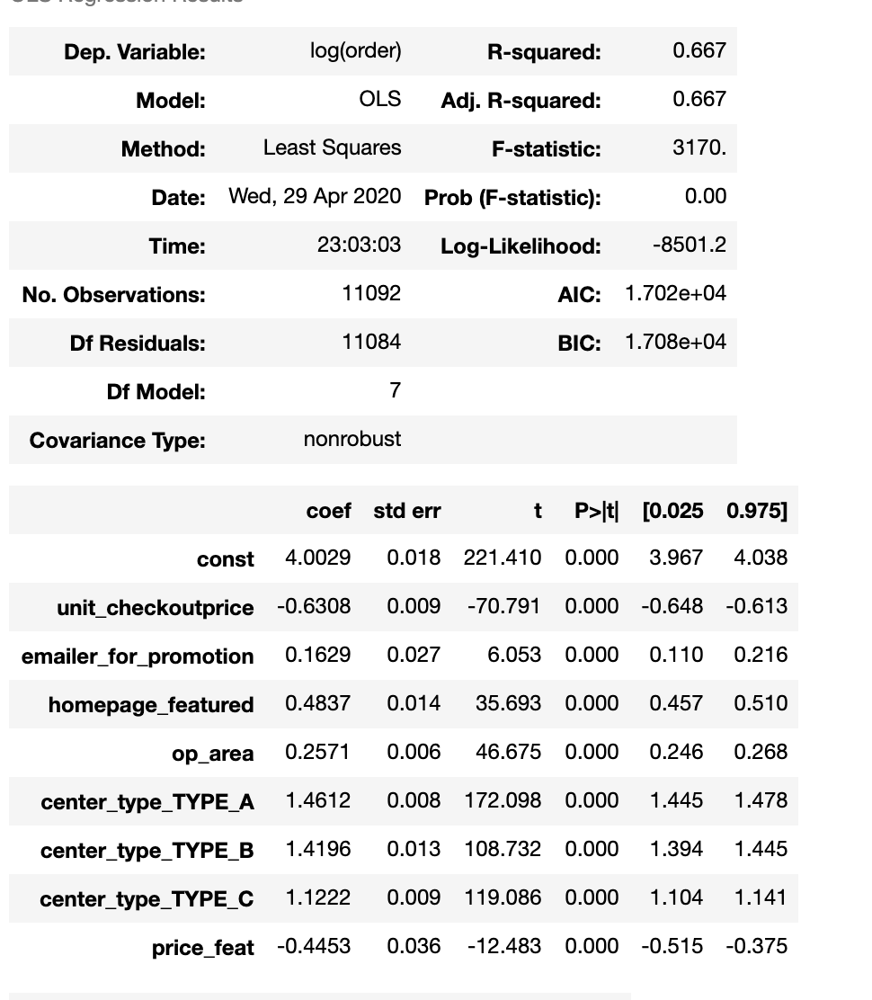 OLS Regression Results
Dep. Variable: log(order) R-squared: 0.667
Model: OLS Adj. R-squared: 0.667
Method: Least Squares F-statistic: 3170.
Date: Wed, 29 Apr 2020 Prob (F-statistic): 0.00
Time: 23:03:03 Log-Likelihood: -8501.2
No. Observations: 11092 AIC: 1.702e+04
Df Residuals: 11084 BIC: 1.708e+04
Df Model: 7
Covariance Type: nonrobust
coef std err t P>|t| [0.025 0.975]
const 4.0029 0.018 221.410 0.000 3.967 4.038
unit_checkoutprice -0.6308 0.009 -70.791 0.000 -0.648 -0.613
emailer_for_promotion 0.1629 0.027 6.053 0.000 0.110 0.216
homepage_featured 0.4837 0.014 35.693 0.000 0.457 0.510
op_area 0.2571 0.006 46.675 0.000 0.246 0.268
center_type_TYPE_A 1.4612 0.008 172.098 0.000 1.445 1.478
center_type_TYPE_B 1.4196 0.013 108.732 0.000 1.394 1.445
center_type_TYPE_C 1.1222 0.009 119.086 0.000 1.104 1.141
price_feat -0.4453 0.036 -12.483 0.000 -0.515 -0.375